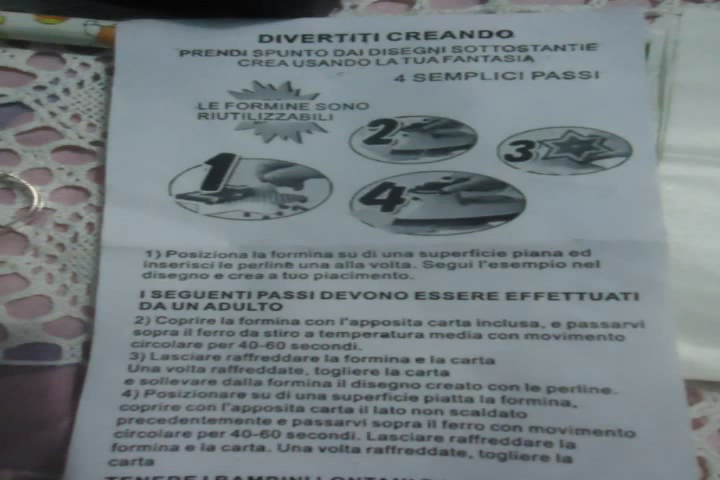 DIVERTITI CREANDO
PRENDI SPUNTO DAI DISEGNI SOTTOSTANTIE
CREA USANDO LA TUA FANTASIA
4 SEMPLICI PASSI
LE FORMINE SONO
RIUTILIZZABILI
1
2
3
4
1) Posiziona la formina su di una superficie piana ed
inserisci le perline una alla volta. Segui l'esempio nel
disegno e crea a tuo piacimento.
I SEGUENTI PASSI DEVONO ESSERE EFFETTUATI
DA UN ADULTO
2) Coprire la formina con l'apposita carta inclusa, e passarvi
sopra il ferro da stiro a temperatura media con movimento
circolare per 40-60 secondi.
3) Lasciare raffreddare la formina e la carta
Una volta raffreddate, togliere la carta
e sollevare dalla formina il disegno creato con le perline.
4) Posizionare su di una superficie piatta la formina,
coprire con l'apposita carta il lato non scaldato
precedentemente e passarvi sopra il ferro con movimento
circolare per 40-60 secondi. Lasciare raffreddare la
formina e la carta. Una volta raffreddate, togliere la
carta
TENERE I BAMBINI LONTANI